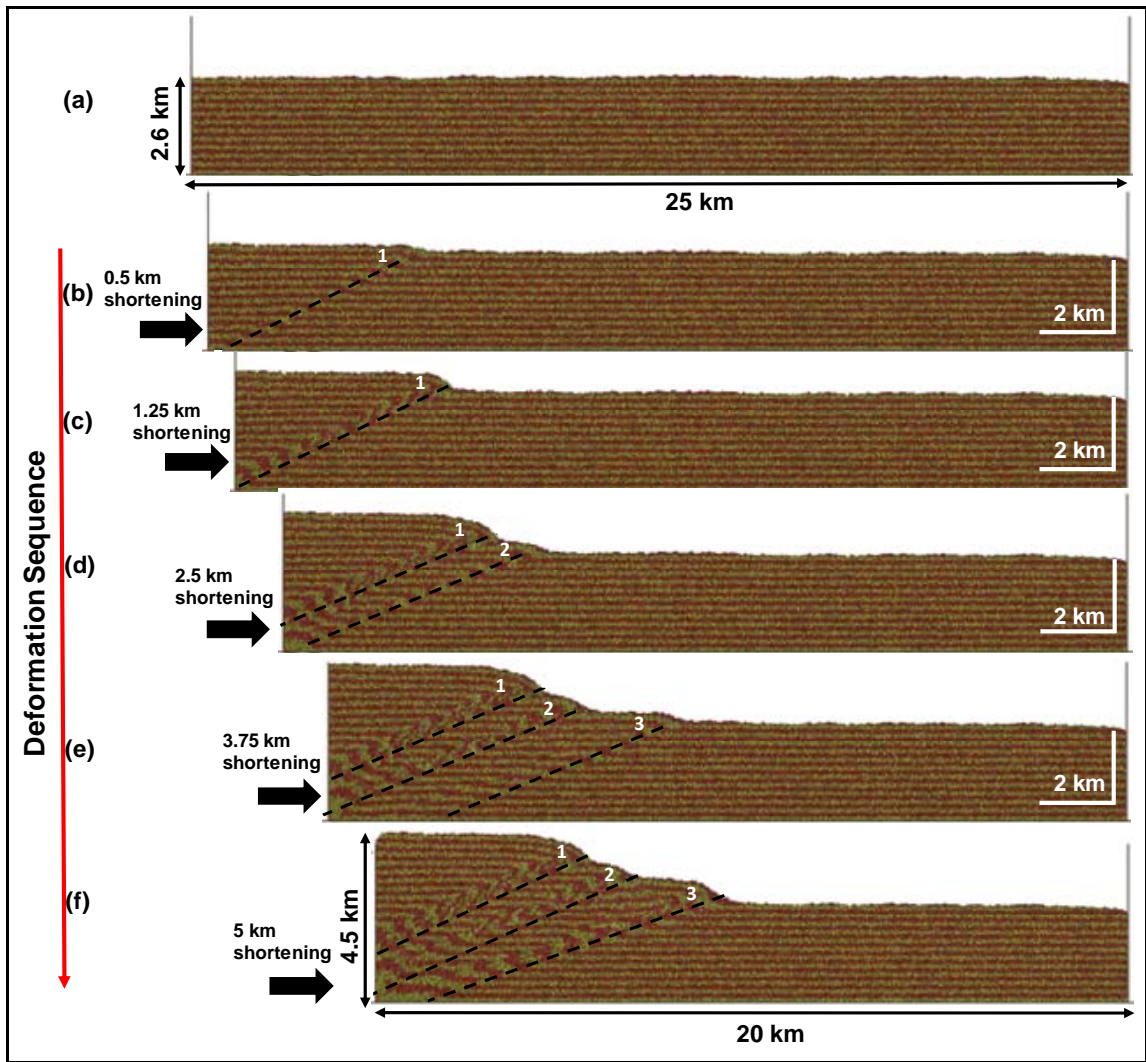 (a)
2.6 km
25 km
Deformation Sequence
(b)
0.5 km
shortening
1
2 km
(c)
1.25 km
shortening
1
2 km
(d)
2.5 km
shortening
1
2
2 km
(e)
3.75 km
shortening
1
2
3
2 km
(f)
5 km
shortening
4.5 km
1
2
3
20 km